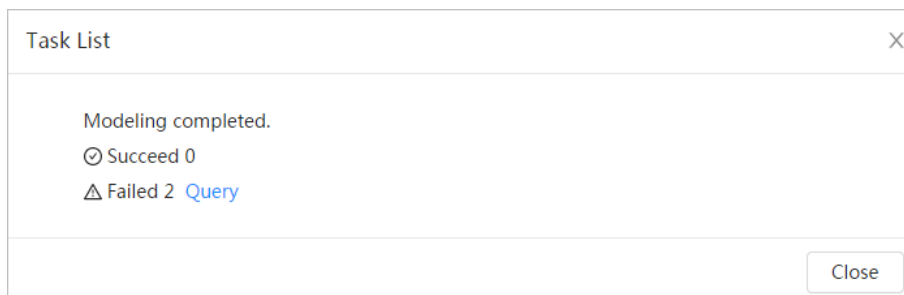 Task List
Modeling completed.
Succeed 0
Failed 2 Query
Close